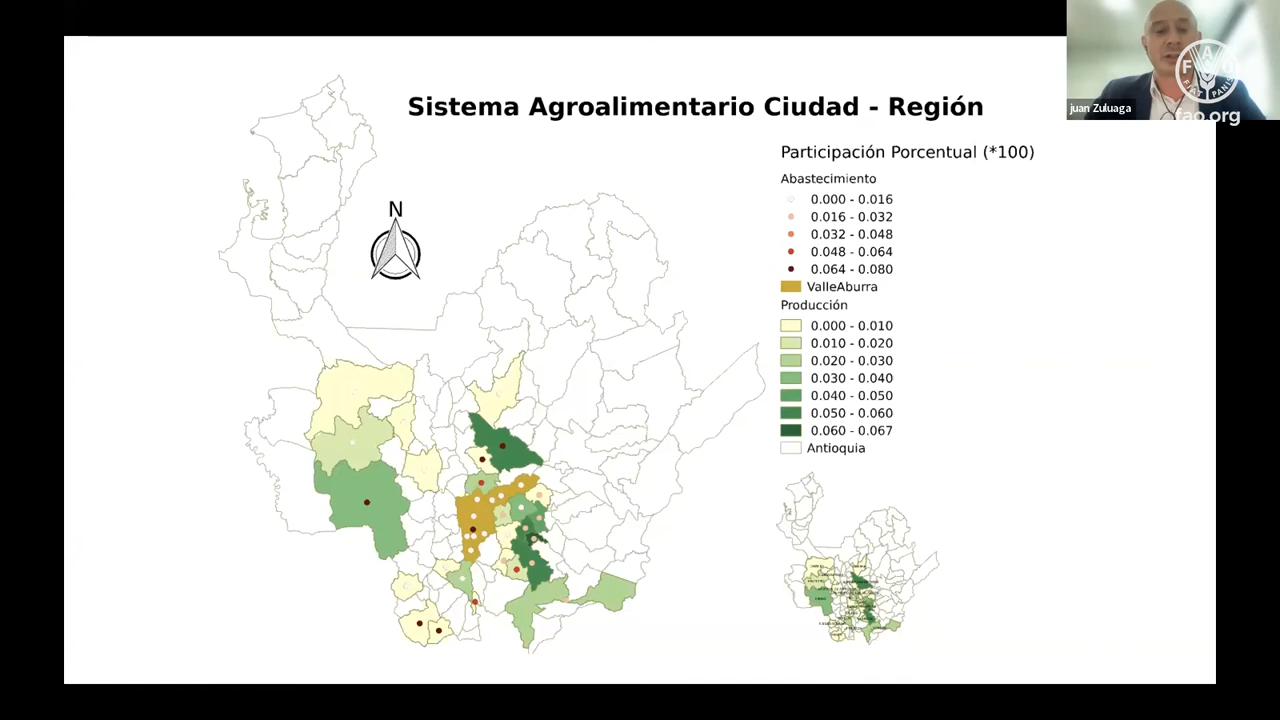 Sistema Agroalimentario Ciudad - Región
N
Participación Porcentual (*100)
Abastecimiento
0.000 - 0.016
0.016 - 0.032
0.032 - 0.048
0.048 - 0.064
0.064 - 0.080
ValleAburra
Producción
0.000 - 0.010
0.010 - 0.020
0.020 - 0.030
0.030 - 0.040
0.040 - 0.050
0.050 - 0.060
0.060 - 0.067
Antioquia
juan Zuluaga
FAO
FIAT PANIS
fao.org